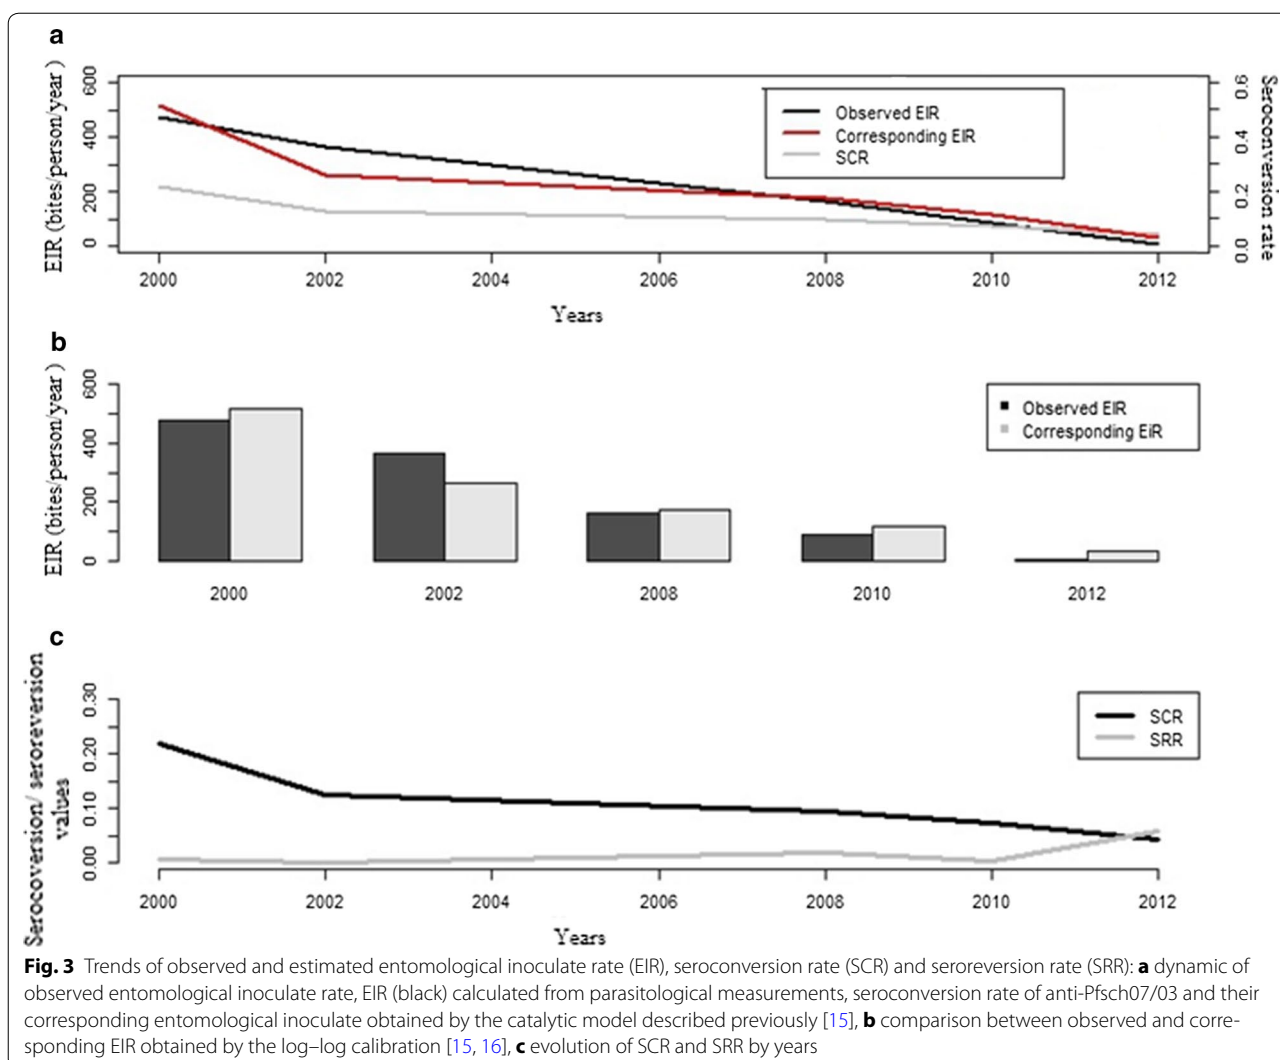 a
EIR (bites/person/year )
600
400
200
0
0.6
0.4
0.2
0.0
Seroconversion rate
Observed EIR
Corresponding EIR
SCR
2000 2002 2004 2006 2008 2010 2012
Years
b
EIR (bites/person/year )
600
400
200
0
Observed EIR
Corresponding EiR
2000 2002 2008 2010 2012
c
Serocoversion/ seroreversion
values
0.30
0.20
0.10
0.00
SCR
SRR
2000 2002 2004 2006 2008 2010 2012
Years
Fig. 3 Trends of observed and estimated entomological inoculate rate (EIR), seroconversion rate (SCR) and seroreversion rate (SRR): a dynamic of
observed entomological inoculate rate, EIR (black) calculated from parasitological measurements, seroconversion rate of anti-Pfsch07/03 and their
corresponding entomological inoculate obtained by the catalytic model described previously [15], b comparison between observed and corre-
sponding EIR obtained by the log–log calibration [15, 16], c evolution of SCR and SRR by years